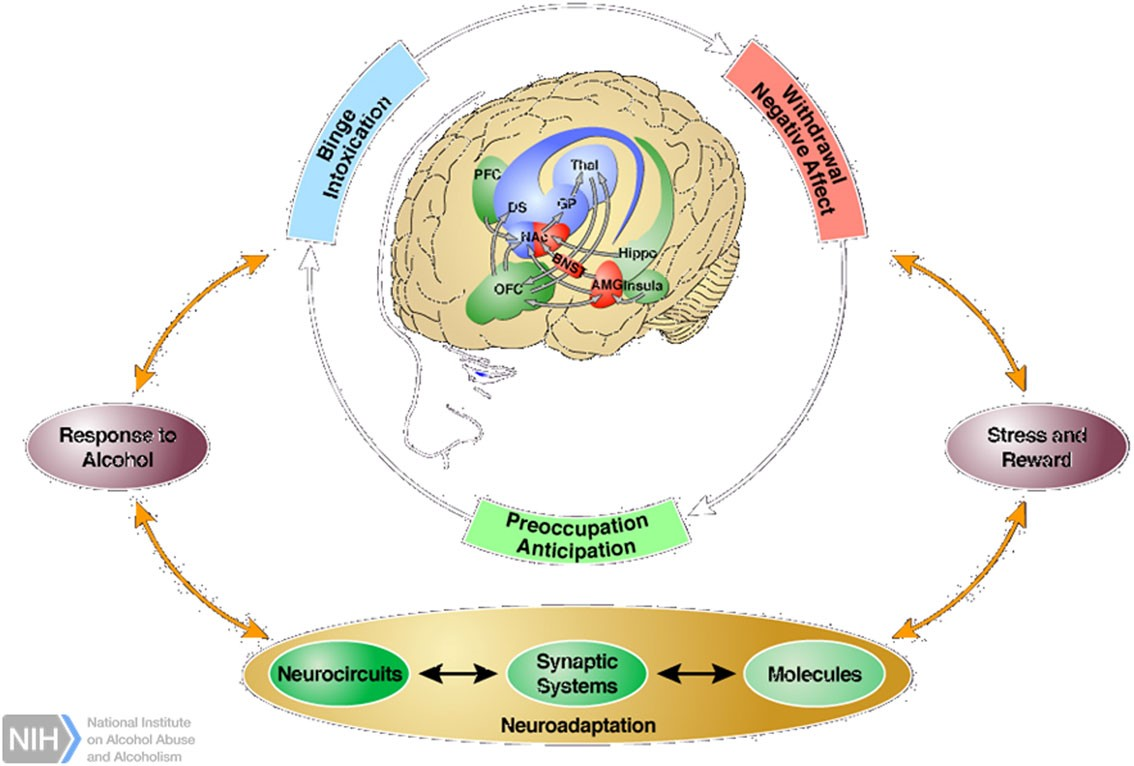 Binge
Intoxication
Withdrawal
Negative Affect
PFC
Thal
DS
GP
NAc
BNST
Hippo
OFC
AMG
Insula
Response to
Alcohol
Stress and
Reward
Preoccupation
Anticipation
Neurocircuits
Synaptic
Systems
Molecules
Neuroadaptation
NIH
National Institute
on Alcohol Abuse
and Alcoholism